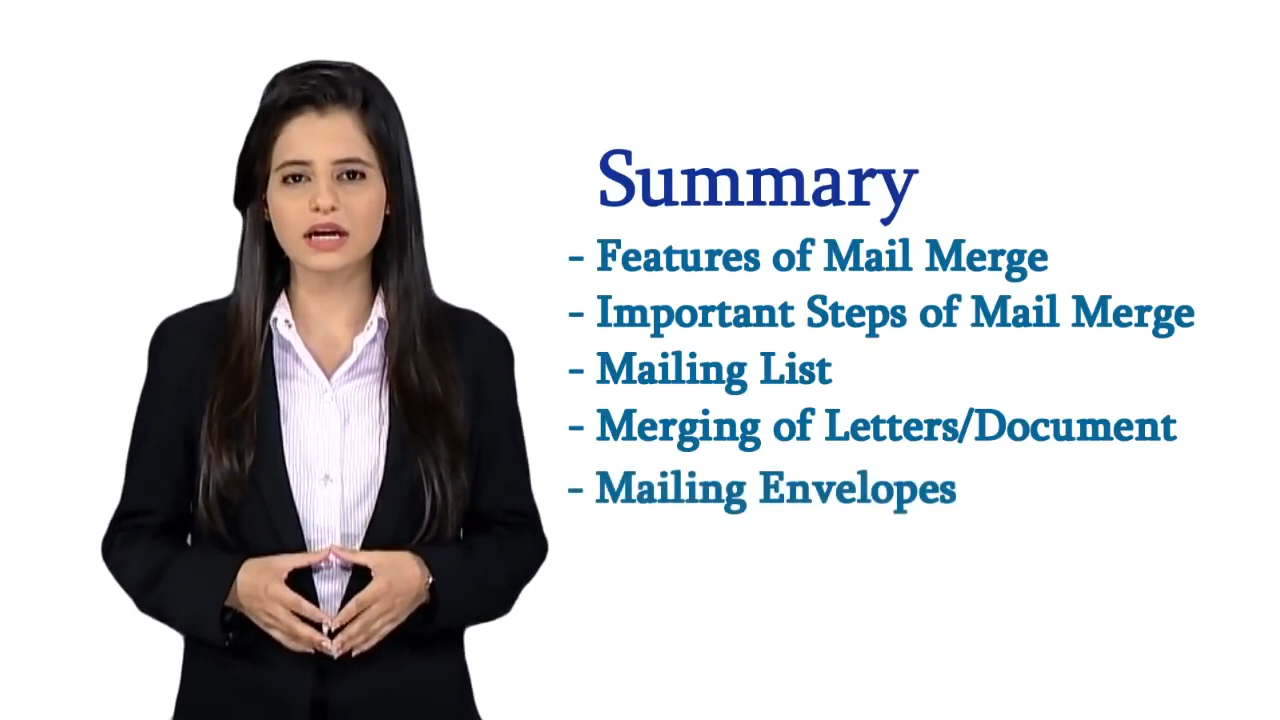 Summary
- Features of Mail Merge
- Important Steps of Mail Merge
- Mailing List
- Merging of Letters/Document
- Mailing Envelopes